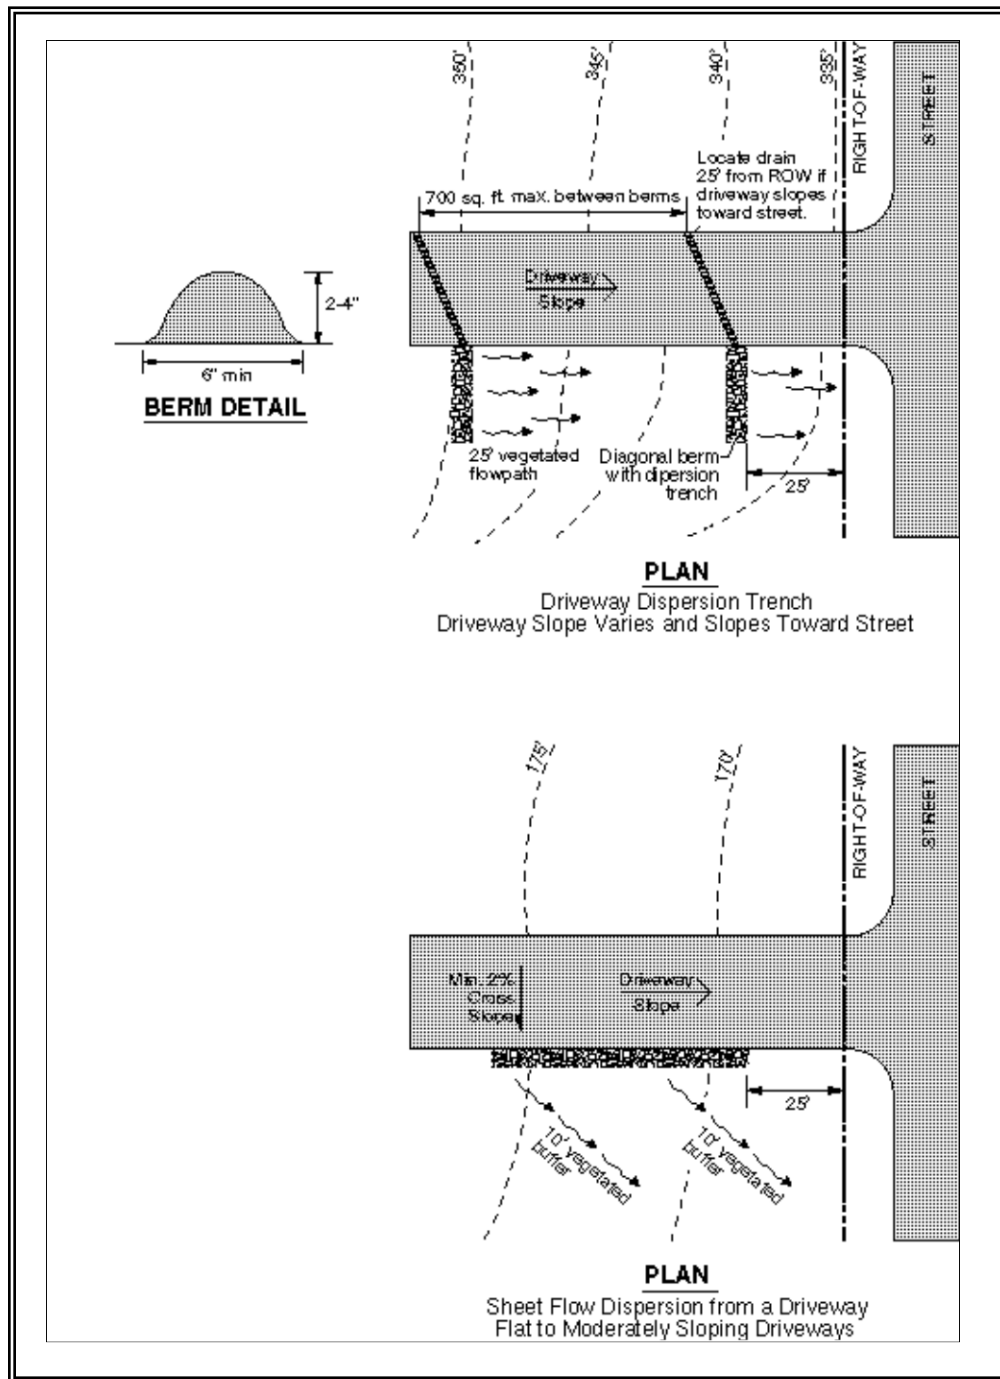 350'
345'
340'
335'
RIGHT-OF-WAY
STREET
Locate drain
25' from ROW if
driveway slopes
toward street.
700 sq. ft. max. between berms
Driveway
Slope
2-4"
6" min
BERM DETAIL
25' vegetated
flowpath
Diagonal berm
with dipersion
trench
25'
PLAN
Driveway Dispersion Trench
Driveway Slope Varies and Slopes Toward Street
175'
170'
RIGHT-OF-WAY
STREET
Min. 2%
Cross
Slope
Driveway
Slope
25'
10' vegetated
buffer
10' vegetated
buffer
PLAN
Sheet Flow Dispersion from a Driveway
Flat to Moderately Sloping Driveways